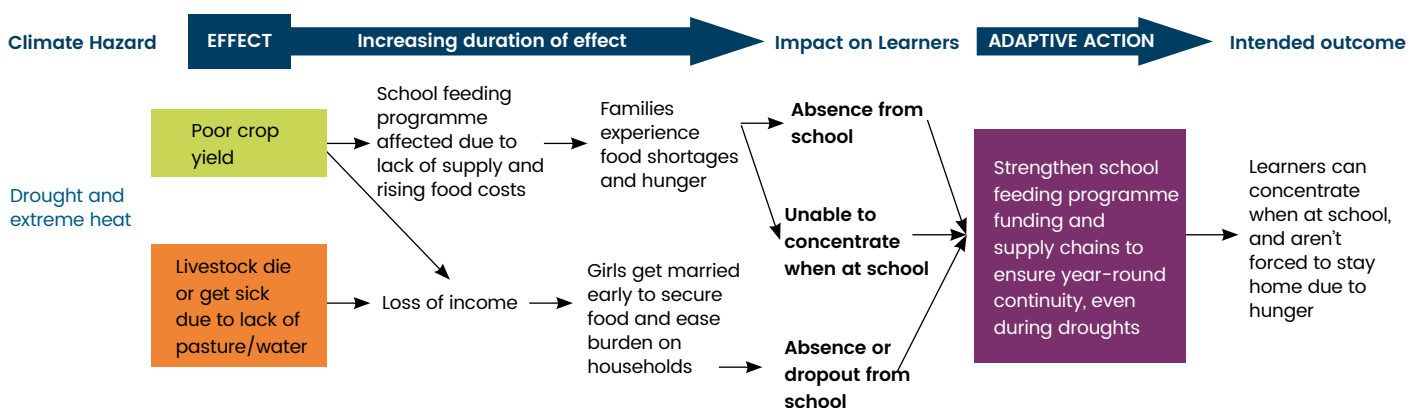 Climate Hazard
EFFECT
Increasing duration of effect
Impact on Learners
ADAPTIVE ACTION
Intended outcome
Drought and
extreme heat
Poor crop
yield
School feeding
programme
affected due to
lack of supply and
rising food costs
Families
experience
food shortages
and hunger
Absence from
school
Unable to
concentrate
when at school
Livestock die
or get sick
due to lack of
pasture/water
Loss of income
Girls get married
early to secure
food and ease
burden on
households
Absence or
dropout from
school
Strengthen school
feeding programme
funding and
supply chains to
ensure year-round
continuity, even
during droughts
Learners can
concentrate
when at school,
and aren't
forced to stay
home due to
hunger